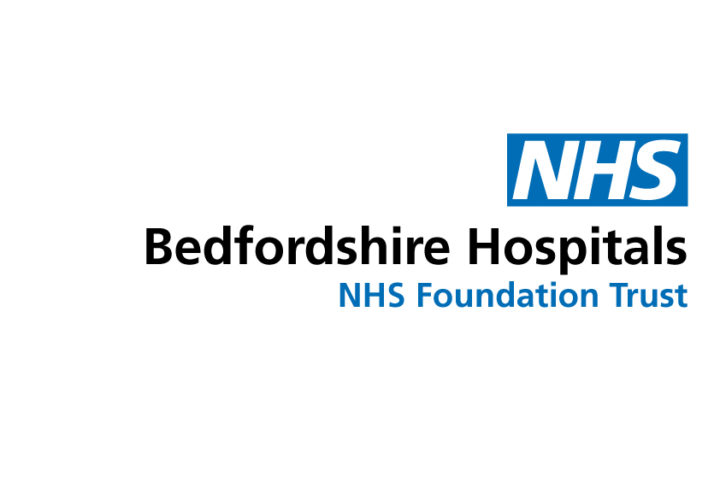 NHS
Bedfordshire Hospitals
NHS Foundation Trust